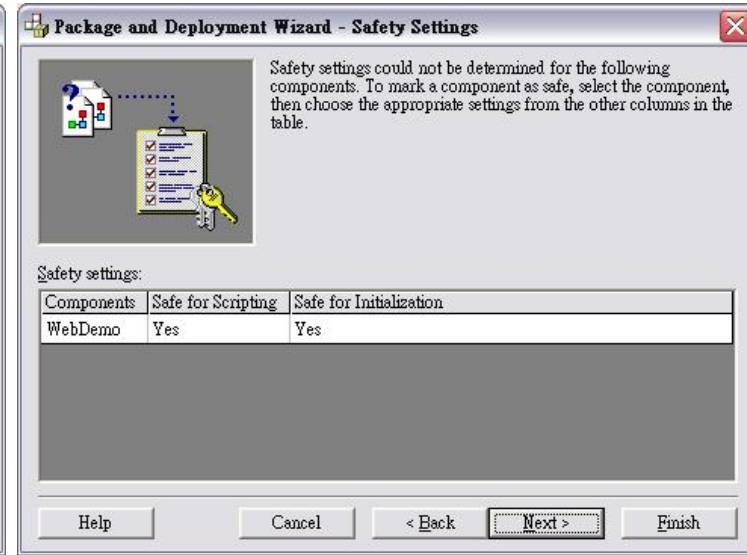 Package and Deployment Wizard - Safety Settings
Safety settings could not be determined for the following
components. To mark a component as safe, select the component,
then choose the appropriate settings from the other columns in the
table.
Safety settings:
Components Safe for Scripting Safe for Initialization
WebDemo Yes Yes
Help Cancel < Back Next > Finish